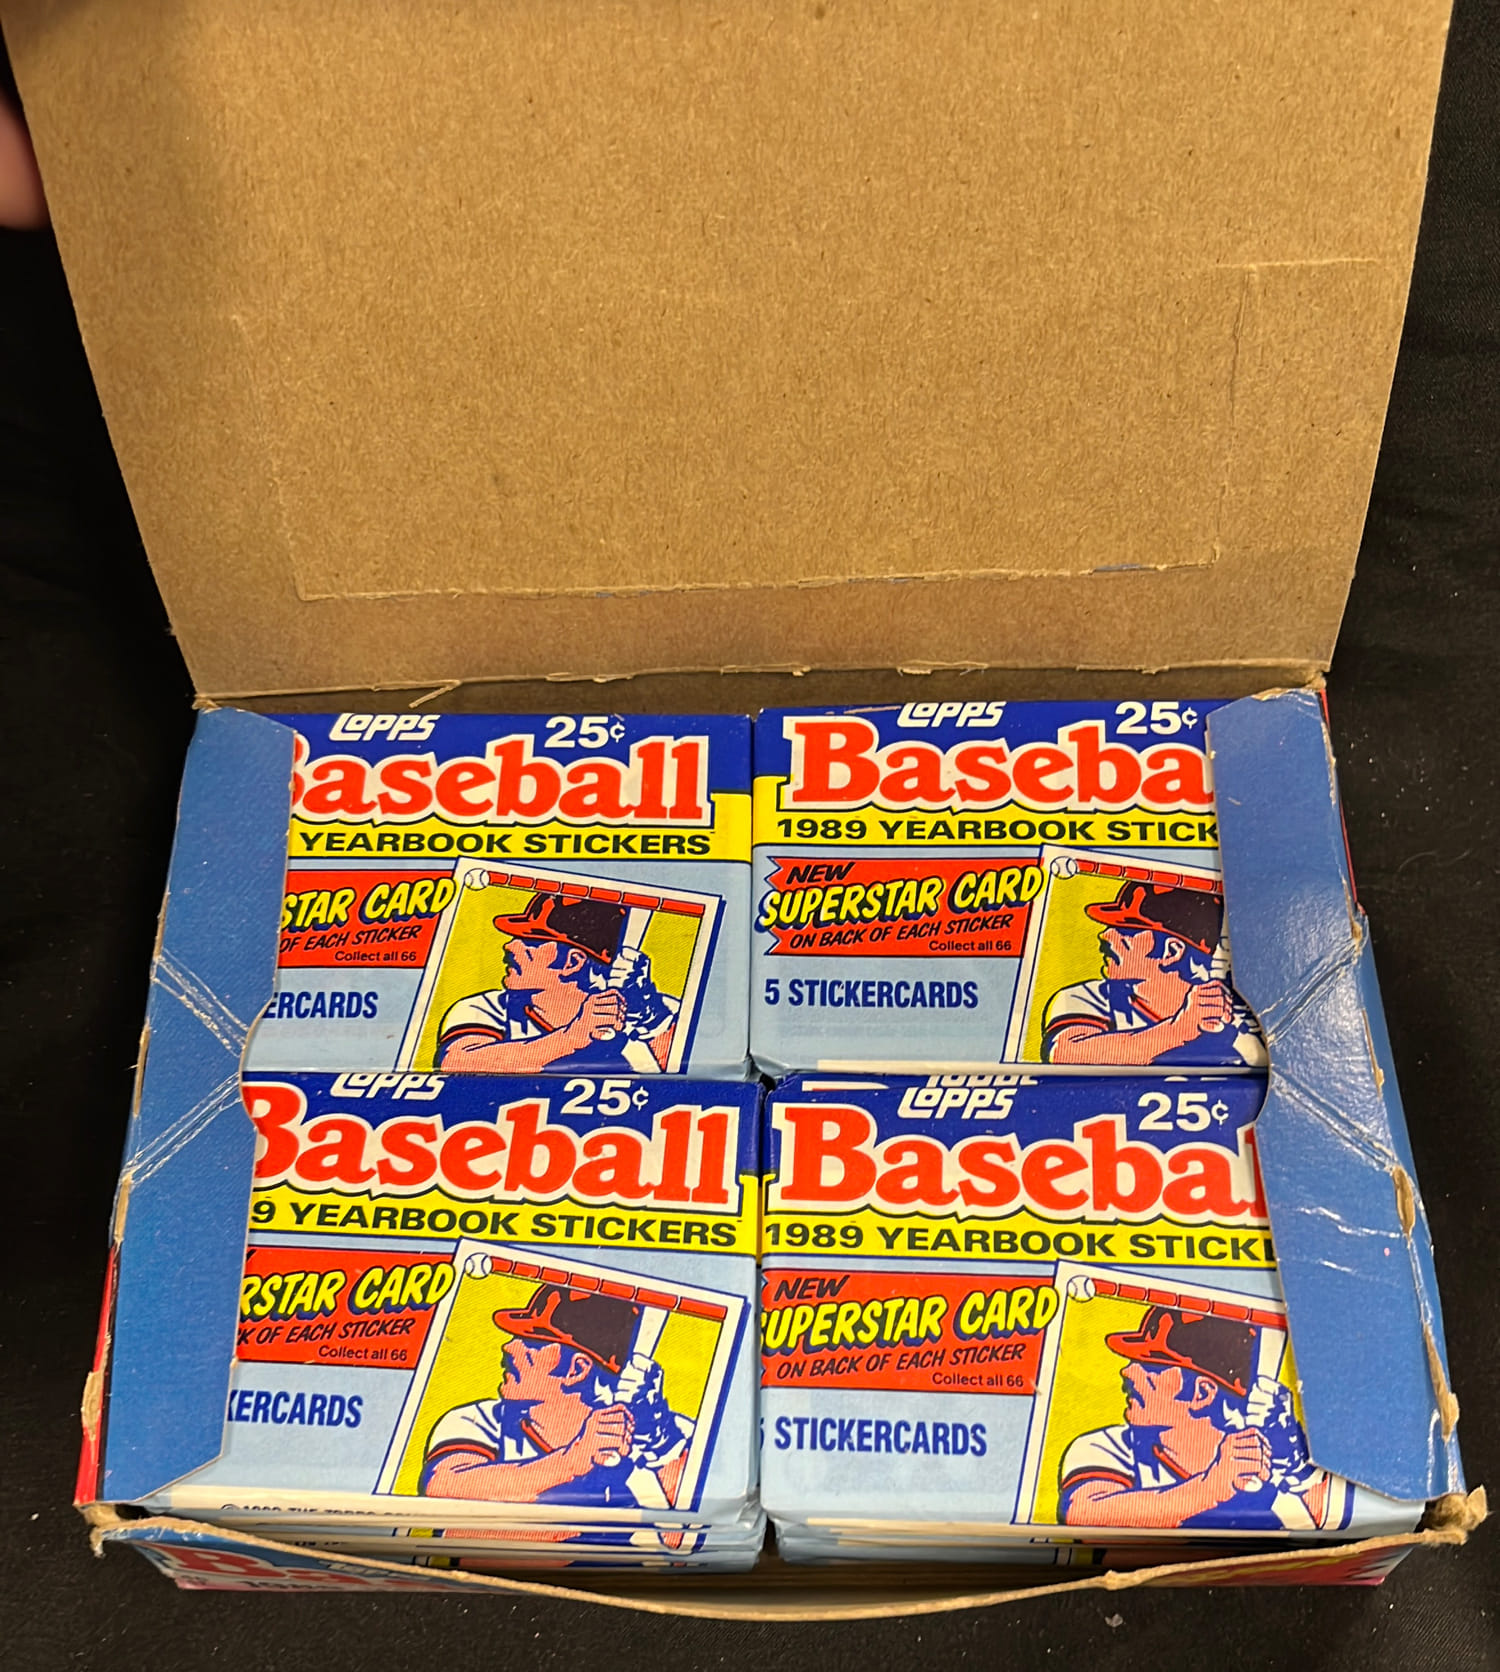 Topps 25¢
Baseball
YEARBOOK STICKERS
STAR CARD
OF EACH STICKER
Collect all 66
ERCARDS
Topps 25¢
Baseba
1989 YEARBOOK STICK
NEW
SUPERSTAR CARD
ON BACK OF EACH STICKER
Collect all 66
5 STICKERCARDS
Topps 25¢
Baseball
9 YEARBOOK STICKERS
RSTAR CARD
K OF EACH STICKER
Collect all 66
KERCARDS
Topps 25¢
Basebal
1989 YEARBOOK STICK
NEW
SUPERSTAR CARD
ON BACK OF EACH STICKER
Collect all 66
5 STICKERCARDS